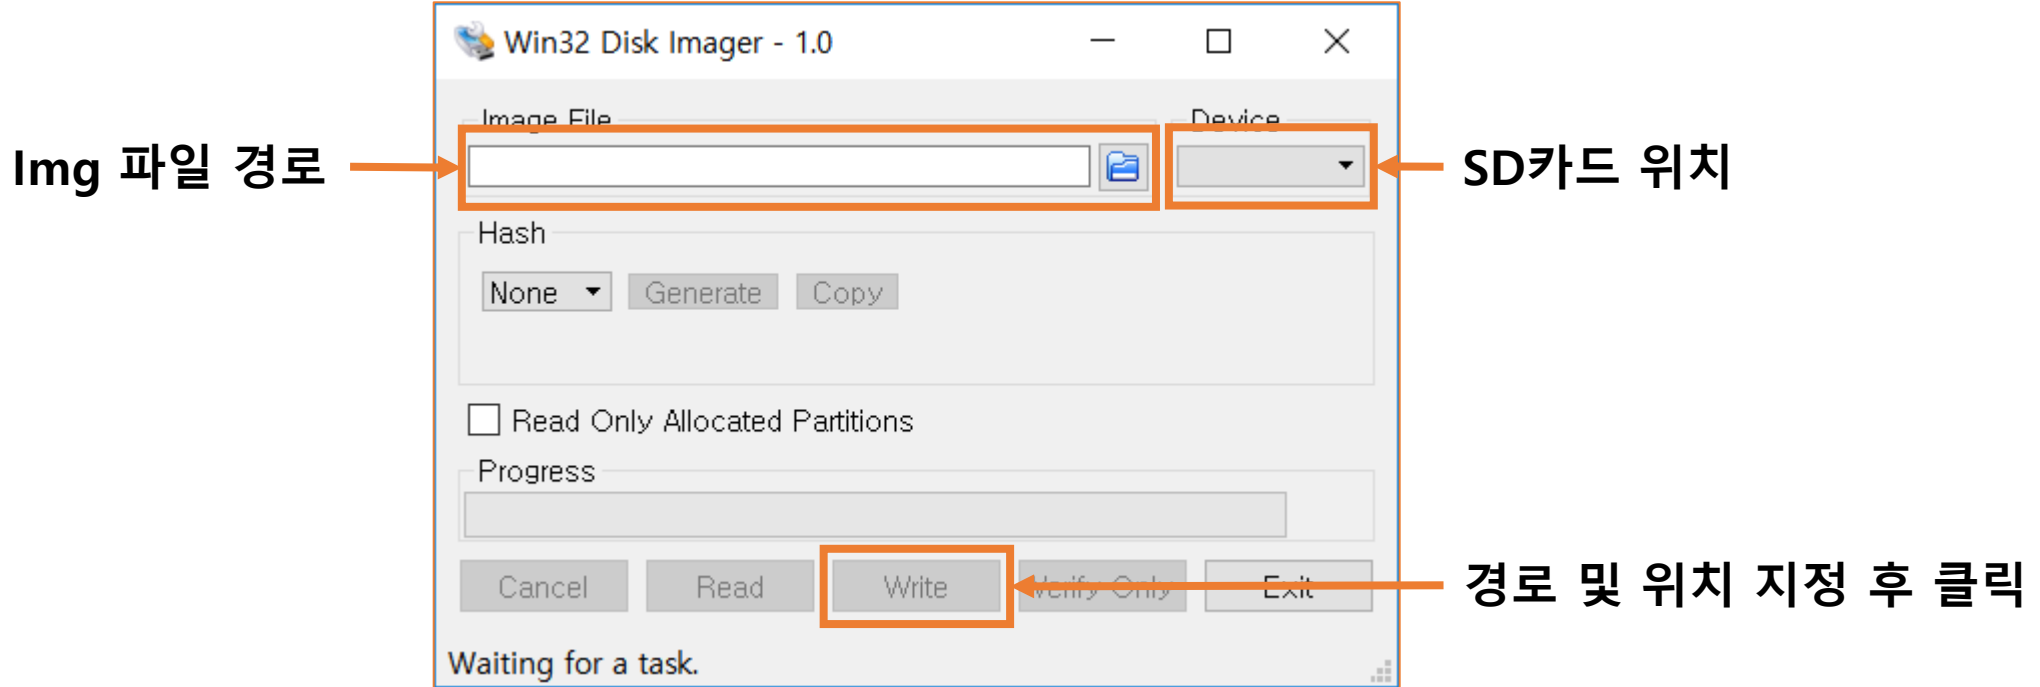 Win32 Disk Imager - 1.0
Image File
Device
Img 파일 경로
SD카드 위치
Hash
None
Generate
Copy
Read Only Allocated Partitions
Progress
Cancel
Read
Write
Verify Only
Exit
경로 및 위치 지정 후 클릭
Waiting for a task.